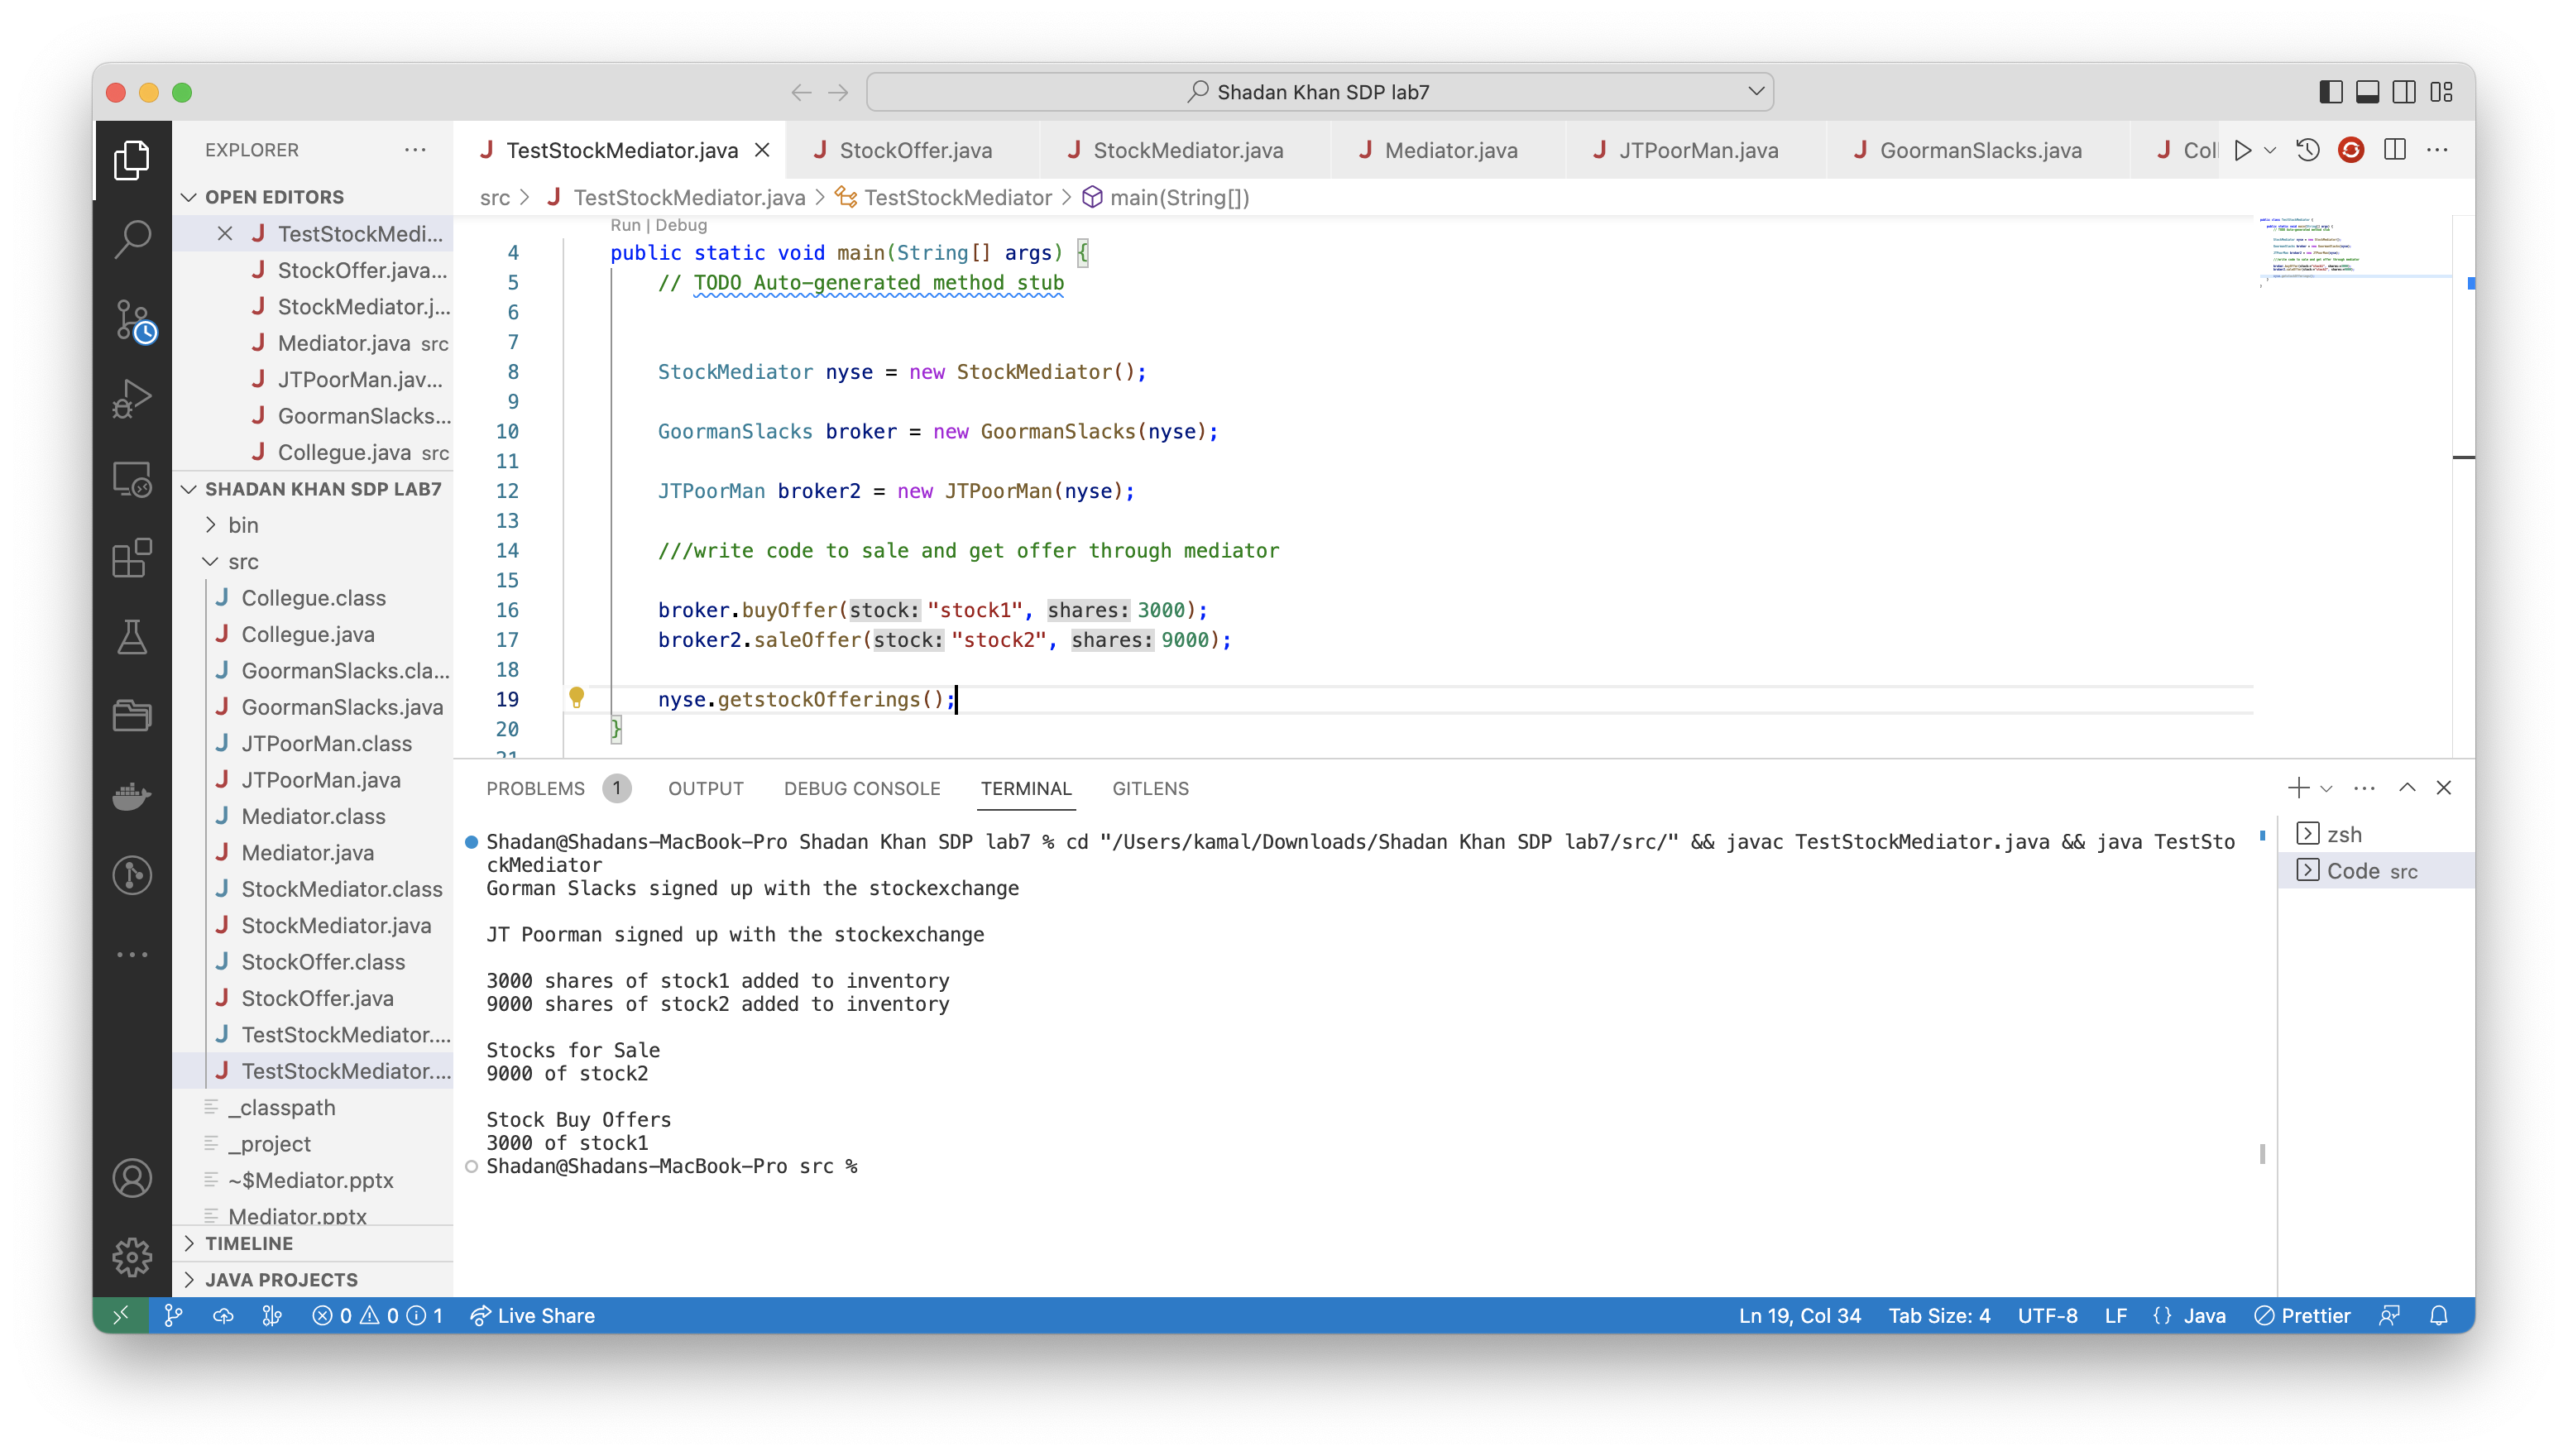 Shadan Khan SDP lab7
EXPLORER
TestStockMediator.java
StockOffer.java
StockMediator.java
Mediator.java
JTPoorMan.java
GoormanSlacks.java
Col
OPEN EDITORS
src > TestStockMediator.java > TestStockMediator > main(String[])
TestStockMedi...
StockOffer.java...
StockMediator.j...
Mediator.java src
JTPoorMan.jav...
GoormanSlacks...
Collegue.java src
SHADAN KHAN SDP LAB7
bin
src
Collegue.class
Collegue.java
GoormanSlacks.cla...
GoormanSlacks.java
JTPoorMan.class
JTPoorMan.java
Mediator.class
Mediator.java
StockMediator.class
StockMediator.java
StockOffer.class
StockOffer.java
TestStockMediator....
TestStockMediator....
_classpath
_project
~$Mediator.pptx
Mediator.pptx
TIMELINE
JAVA PROJECTS
Run | Debug
4 public static void main(String[] args) {
5 // TODO Auto-generated method stub
6
7
8 StockMediator nyse = new StockMediator();
9
10 GoormanSlacks broker = new GoormanSlacks(nyse);
11
12 JTPoorMan broker2 = new JTPoorMan(nyse);
13
14 ///write code to sale and get offer through mediator
15
16 broker.buyOffer(stock: "stock1", shares: 3000);
17 broker2.saleOffer(stock: "stock2", shares: 9000);
18
19 nyse.getstockOfferings();
20 }
21
PROBLEMS 1 OUTPUT DEBUG CONSOLE TERMINAL GITLENS
Shadan@Shadans-MacBook-Pro Shadan Khan SDP lab7 % cd "/Users/kamal/Downloads/Shadan Khan SDP lab7/src/" && javac TestStockMediator.java && java TestSto
ckMediator
Gorman Slacks signed up with the stockexchange
JT Poorman signed up with the stockexchange
3000 shares of stock1 added to inventory
9000 shares of stock2 added to inventory
Stocks for Sale
9000 of stock2
Stock Buy Offers
3000 of stock1
Shadan@Shadans-MacBook-Pro src %
zsh
Code src
0 0 1 Live Share
Ln 19, Col 34 Tab Size: 4 UTF-8 LF {} Java Prettier